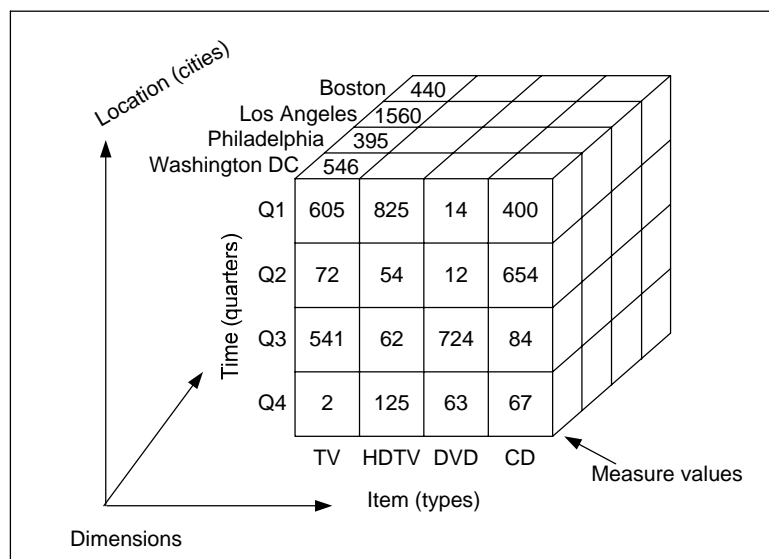 Location (cities)
Boston 440
Los Angeles 1560
Philadelphia 395
Washington DC 546
Time (quarters)
Q1 605 825 14 400
Q2 72 54 12 654
Q3 541 62 724 84
Q4 2 125 63 67
TV HDTV DVD CD
Measure values
Item (types)
Dimensions